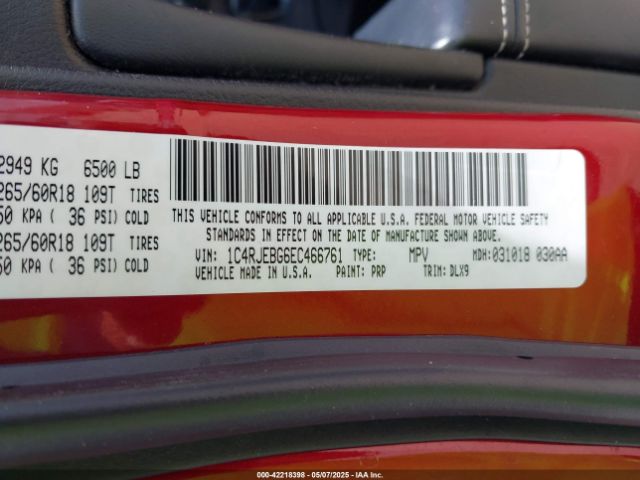 2949 KG 6500 LB
265/60R18 109T TIRES
50 KPA ( 36 PSI) COLD
265/60R18 109T TIRES
50 KPA ( 36 PSI) COLD
THIS VEHICLE CONFORMS TO ALL APPLICABLE U.S.A. FEDERAL MOTOR VEHICLE SAFETY
STANDARDS IN EFFECT ON THE DATE OF MANUFACTURE SHOWN ABOVE.
VIN: 1C4RJEBG6EC466761 TYPE: MPV MDH: 031018 030AA
VEHICLE MADE IN U.S.A. PAINT: PRP TRIM: DLX9
000-42218398 - 05/07/2025 - IAA